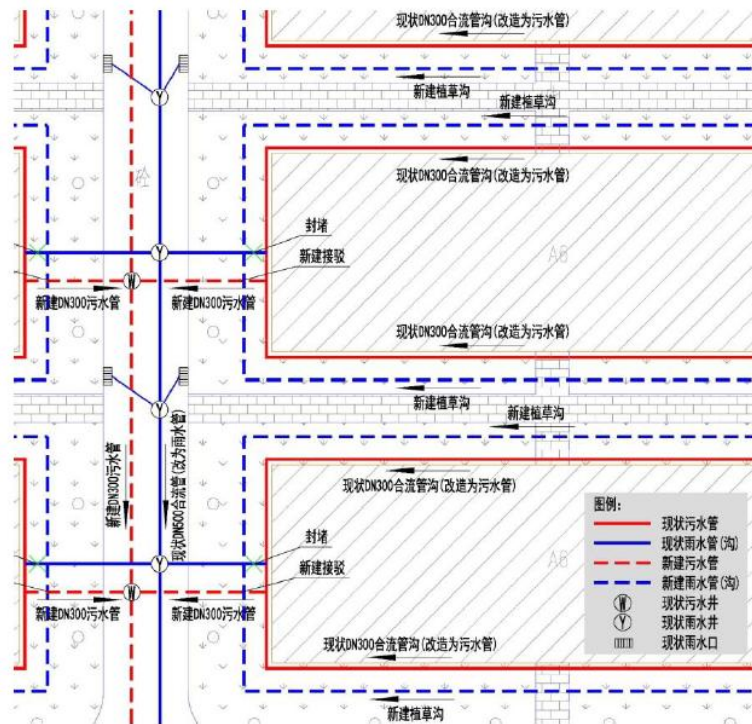 现状DN300合流管沟(改造为污水管)
新建植草沟
新建植草沟
Y
砼
现状DN300合流管沟(改造为污水管)
封堵
Y
A6
新建接驳
W
新建DN300污水管
新建DN300污水管
现状DN300合流管沟(改造为污水管)
新建植草沟
Y
新建植草沟
新建DN300污水管
现状DN500合流管(改为雨水管)
现状DN300合流管沟(改造为污水管)
封堵
Y
A6
新建接驳
W
新建DN300污水管
新建DN300污水管
现状DN300合流管沟(改造为污水管)
新建植草沟
图例:
现状污水管
现状雨水管(沟)
新建污水管
新建雨水管(沟)
W 现状污水井
Y 现状雨水井
现状雨水口